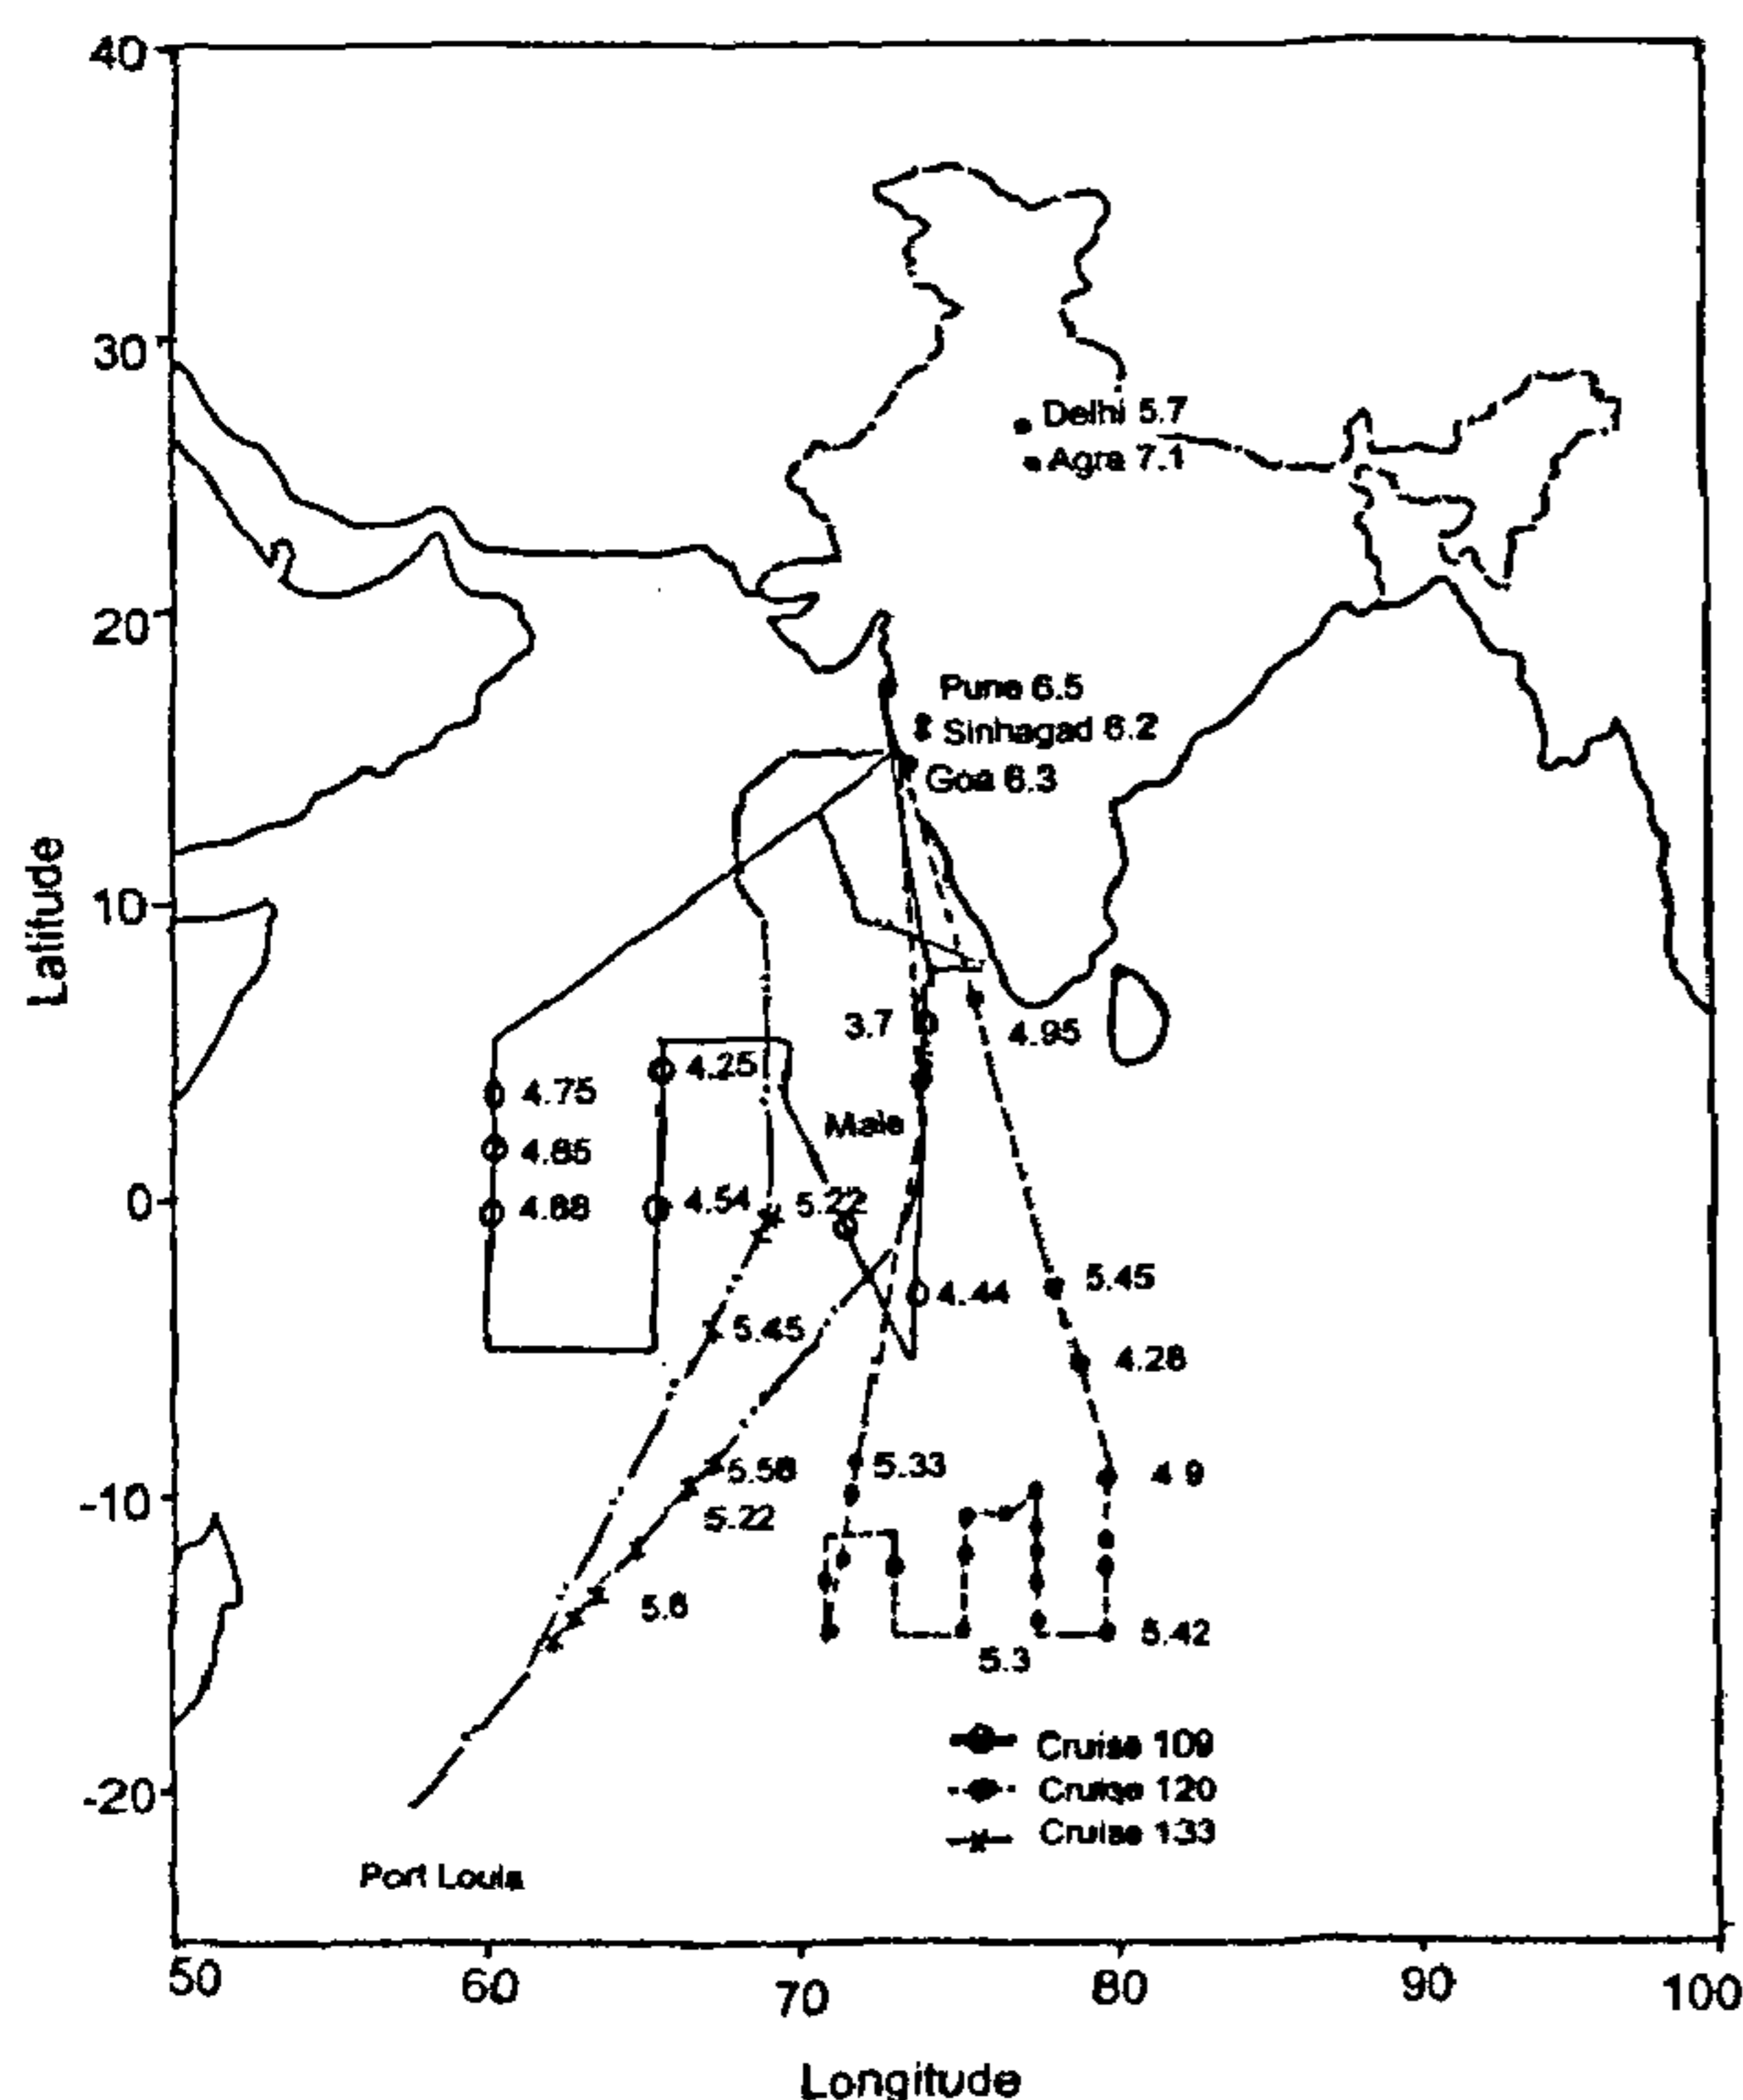 40
30
20
10
0
-10
-20
Latitude
Delhi 5.7
Agra 7.1
Pune 6.5
Sinhagad 6.2
Goa 6.3
3.7
4.95
4.25
4.75
Male
4.85
4.88
4.54
5.22
5.45
4.44
5.45
4.28
5.56
5.33
4.9
5.22
5.6
5.42
5.3
Cruise 109
Cruise 120
Cruise 133
Port Louis
50
60
70
80
90
100
Longitude